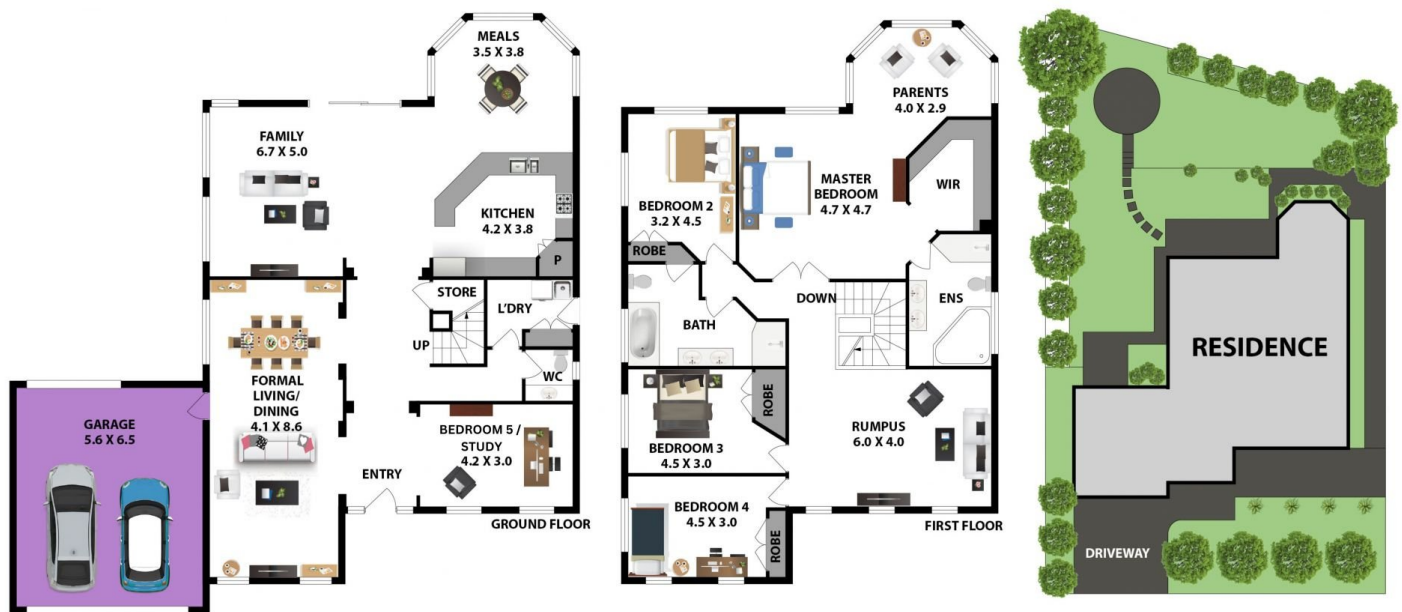 MEALS
3.5 X 3.8
FAMILY
6.7 X 5.0
KITCHEN
4.2 X 3.8
P
STORE
L'DRY
UP
WC
FORMAL
LIVING/
DINING
4.1 X 8.6
GARAGE
5.6 X 6.5
BEDROOM 5 /
STUDY
4.2 X 3.0
ENTRY
GROUND FLOOR
PARENTS
4.0 X 2.9
MASTER
BEDROOM
4.7 X 4.7
WIR
BEDROOM 2
3.2 X 4.5
ROBE
DOWN
ENS
BATH
ROBE
BEDROOM 3
4.5 X 3.0
RUMPUS
6.0 X 4.0
BEDROOM 4
4.5 X 3.0
ROBE
FIRST FLOOR
RESIDENCE
DRIVEWAY